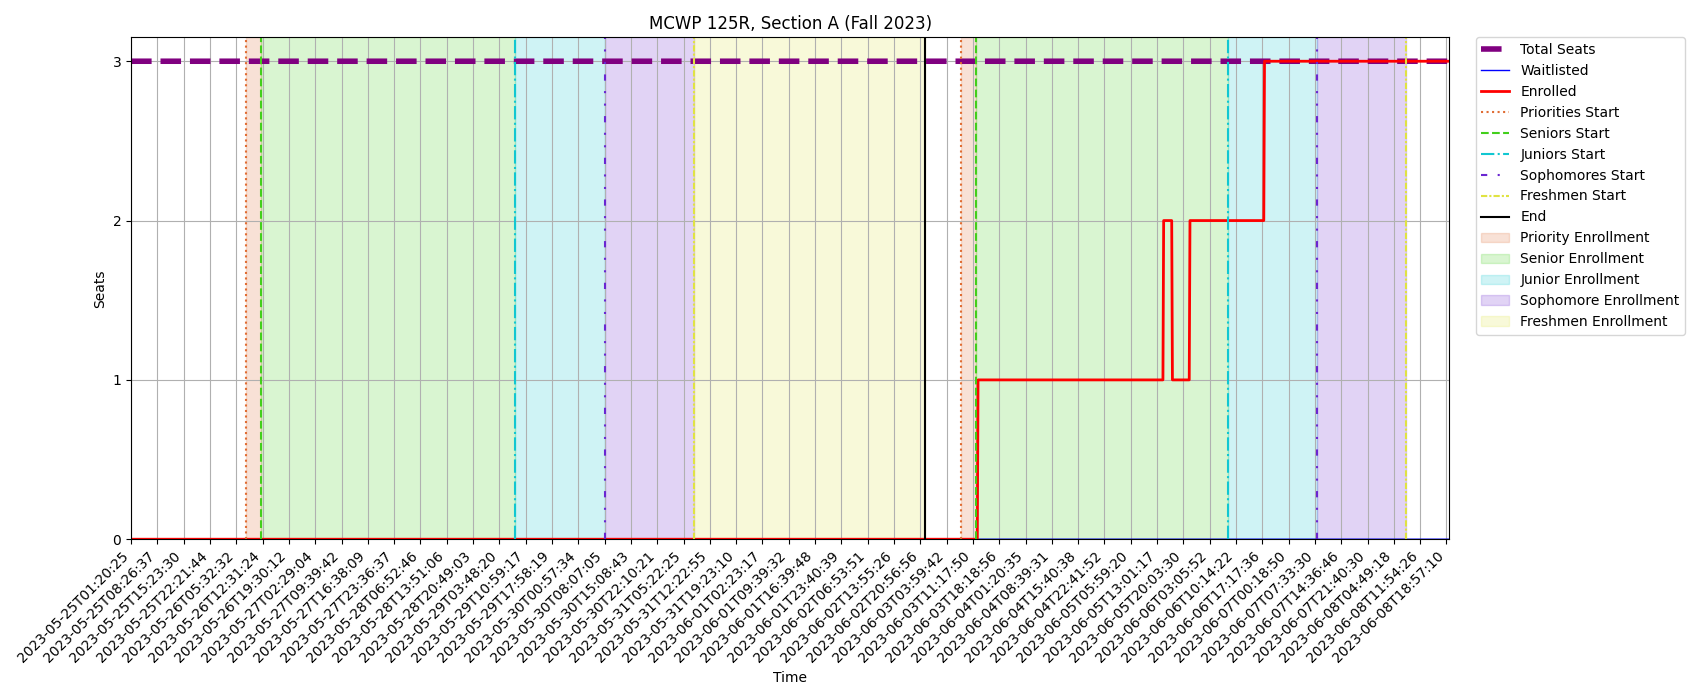 MCWP 125R, Section A (Fall 2023)
Seats
3
2
1
0
2023-05-25T01:20:25
2023-05-25T08:26:37
2023-05-25T15:23:30
2023-05-25T22:21:44
2023-05-26T05:32:32
2023-05-26T12:31:24
2023-05-26T19:30:12
2023-05-27T02:29:04
2023-05-27T09:39:42
2023-05-27T16:38:09
2023-05-27T23:36:37
2023-05-28T06:52:46
2023-05-28T13:51:06
2023-05-28T20:49:03
2023-05-29T03:48:20
2023-05-29T10:59:17
2023-05-29T17:58:19
2023-05-30T00:57:34
2023-05-30T08:07:05
2023-05-30T15:08:43
2023-05-30T22:10:21
2023-05-31T05:22:25
2023-05-31T12:22:55
2023-05-31T19:23:10
2023-06-01T02:23:17
2023-06-01T09:39:32
2023-06-01T16:39:48
2023-06-01T23:40:39
2023-06-02T06:53:51
2023-06-02T13:55:26
2023-06-02T20:56:56
2023-06-03T03:59:42
2023-06-03T11:17:50
2023-06-03T18:18:56
2023-06-04T01:20:35
2023-06-04T08:39:31
2023-06-04T15:40:38
2023-06-04T22:41:52
2023-06-05T05:59:20
2023-06-05T13:01:17
2023-06-05T20:03:30
2023-06-06T03:05:52
2023-06-06T10:14:22
2023-06-06T17:17:36
2023-06-07T00:18:50
2023-06-07T07:33:30
2023-06-07T14:36:46
2023-06-07T21:40:30
2023-06-08T04:49:18
2023-06-08T11:54:26
2023-06-08T18:57:10
Time
Total Seats
Waitlisted
Enrolled
Priorities Start
Seniors Start
Juniors Start
Sophomores Start
Freshmen Start
End
Priority Enrollment
Senior Enrollment
Junior Enrollment
Sophomore Enrollment
Freshmen Enrollment